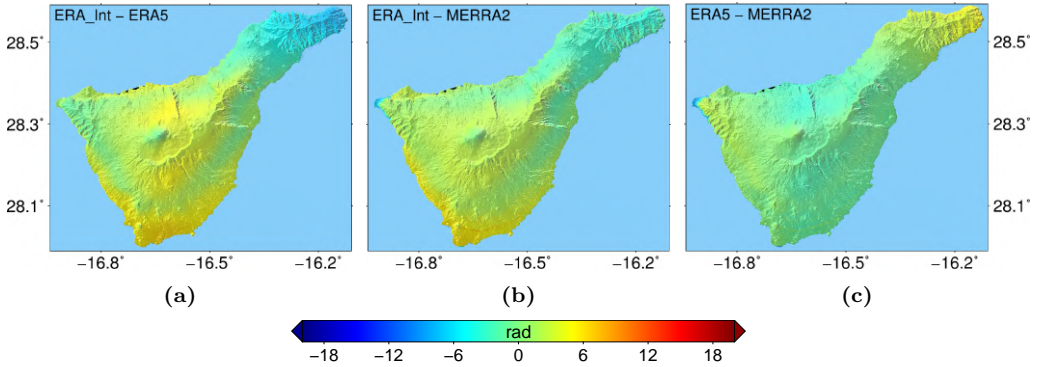 ERA_Int – ERA5 ERA_Int – MERRA2 ERA5 – MERRA2
28.5° 28.5°
28.3° 28.3°
28.1° 28.1°
−16.8° −16.5° −16.2° −16.8° −16.5° −16.2° −16.8° −16.5° −16.2°
(a) (b) (c)
rad
−18 −12 −6 0 6 12 18